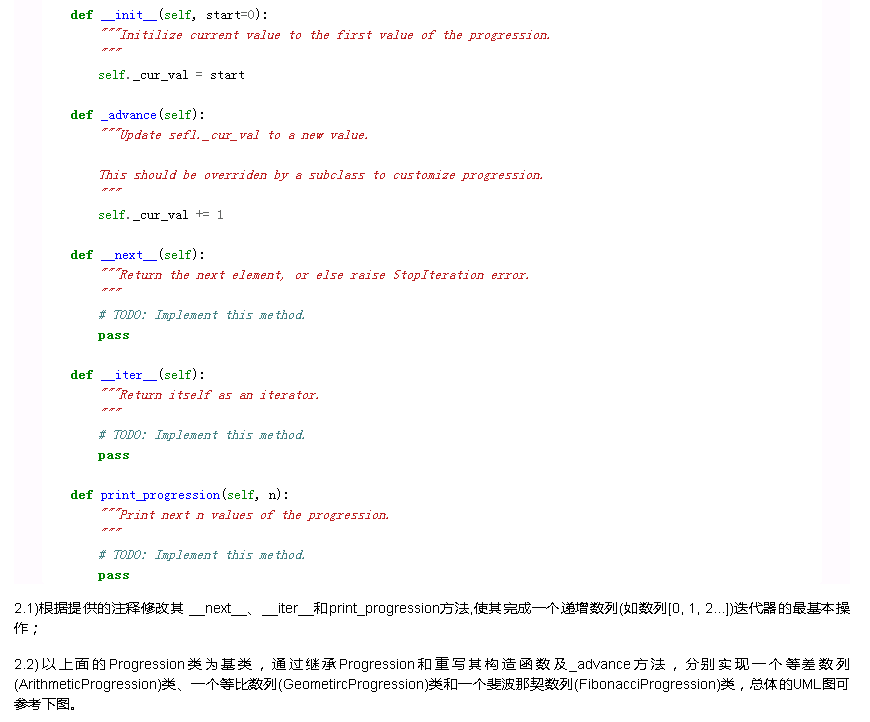 def __init__(self, start=0):
"""Initilize current value to the first value of the progression.
"""
self._cur_val = start
def _advance(self):
"""Update sefl._cur_val to a new value.
This should be overriden by a subclass to customize progression.
"""
self._cur_val += 1
def __next__(self):
"""Return the next element, or else raise StopIteration error.
"""
# TODO: Implement this method.
pass
def __iter__(self):
"""Return itself as an iterator.
"""
# TODO: Implement this method.
pass
def print_progression(self, n):
"""Print next n values of the progression.
"""
# TODO: Implement this method.
pass
2.1)根据提供的注释修改其 __next__、__iter__和print_progression方法,使其完成一个递增数列(如数列[0, 1, 2...])迭代器的最基本操
作；
2.2)以上面的Progression类为基类，通过继承Progression和重写其构造函数及_advance方法，分别实现一个等差数列
(ArithmeticProgression)类、一个等比数列(GeometircProgression)类和一个斐波那契数列(FibonacciProgression)类，总体的UML图可
参考下图。